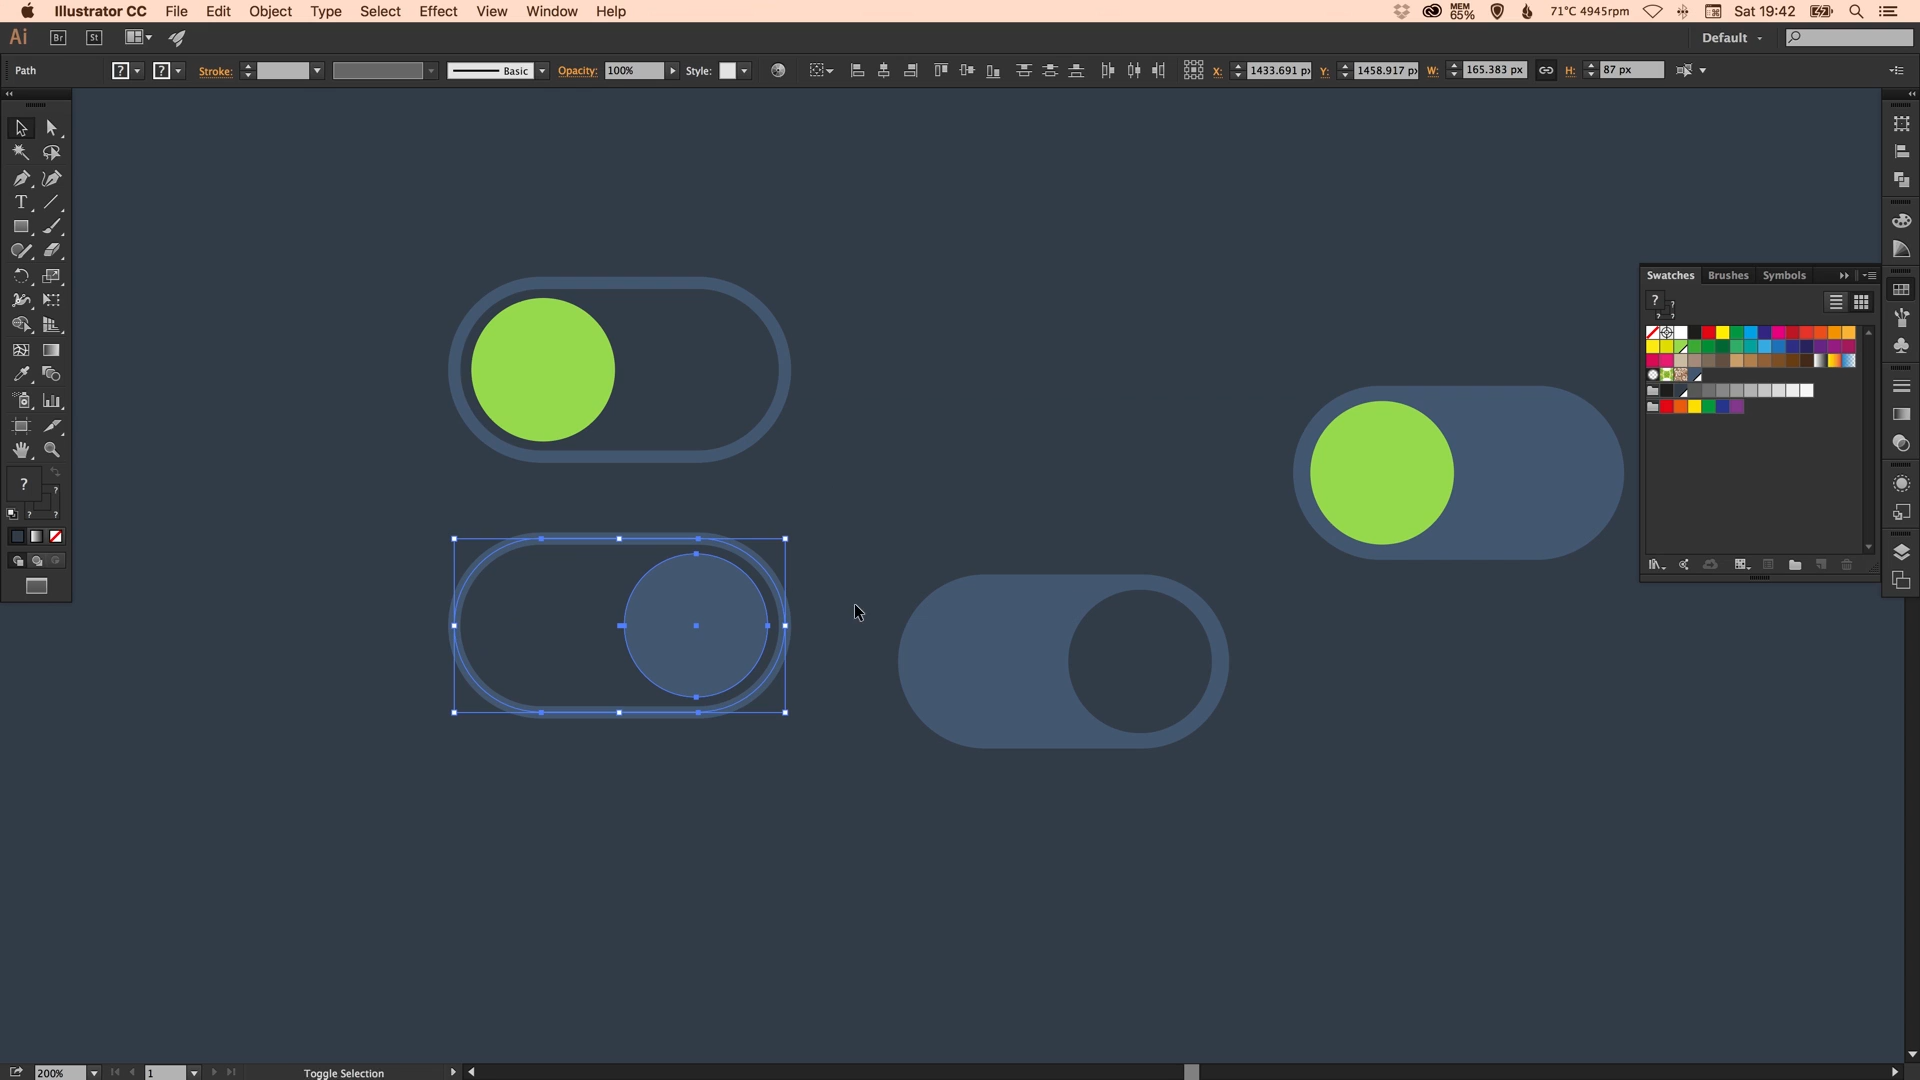 Illustrator CC File Edit Object Type Select Effect View Window Help MEM 65% 71°C 4945rpm Sat 19:42
Ai Br St Default
Path ? ? Stroke: Basic Opacity: 100% Style: X: 1433.691 px Y: 1458.917 px W: 165.383 px H: 87 px
T
Swatches Brushes Symbols
? ?
? ?
? ?
? ?
200% 1 Toggle Selection